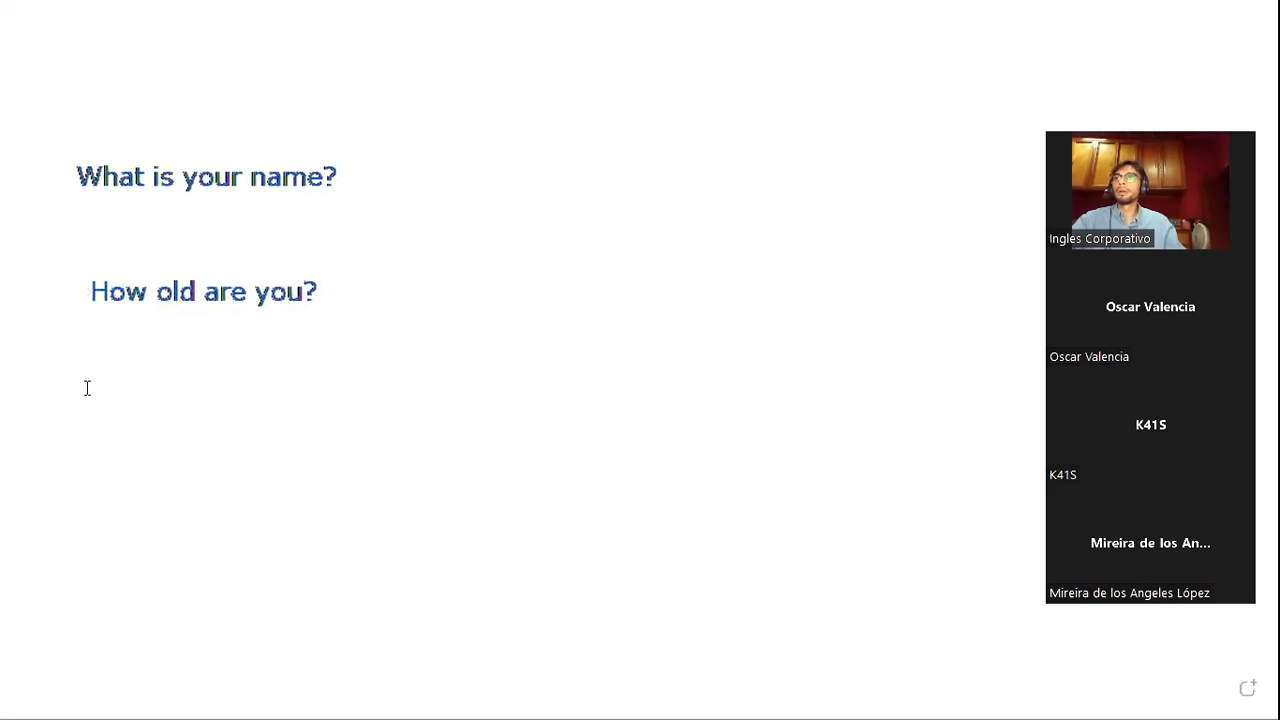 What is your name?
How old are you?
Ingles Corporativo
Oscar Valencia
Oscar Valencia
K41S
K41S
Mireira de los An...
Mireira de los Angeles López